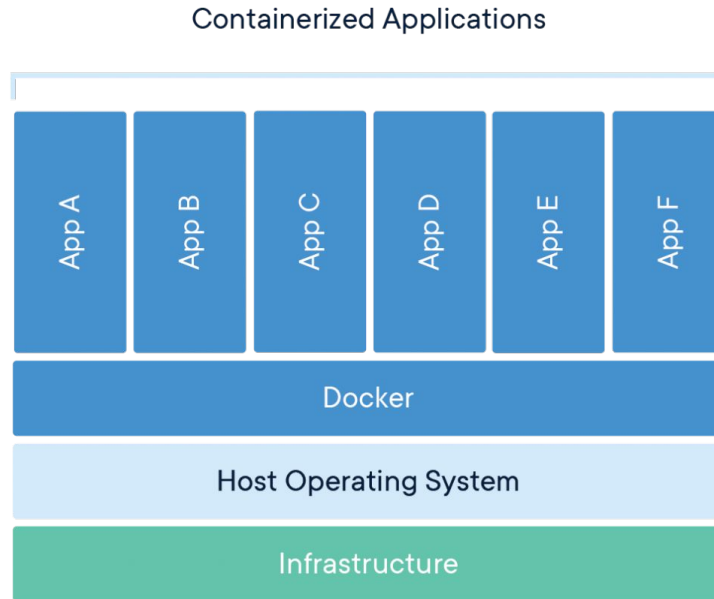 Containerized Applications
App A
App B
App C
App D
App E
App F
Docker
Host Operating System
Infrastructure